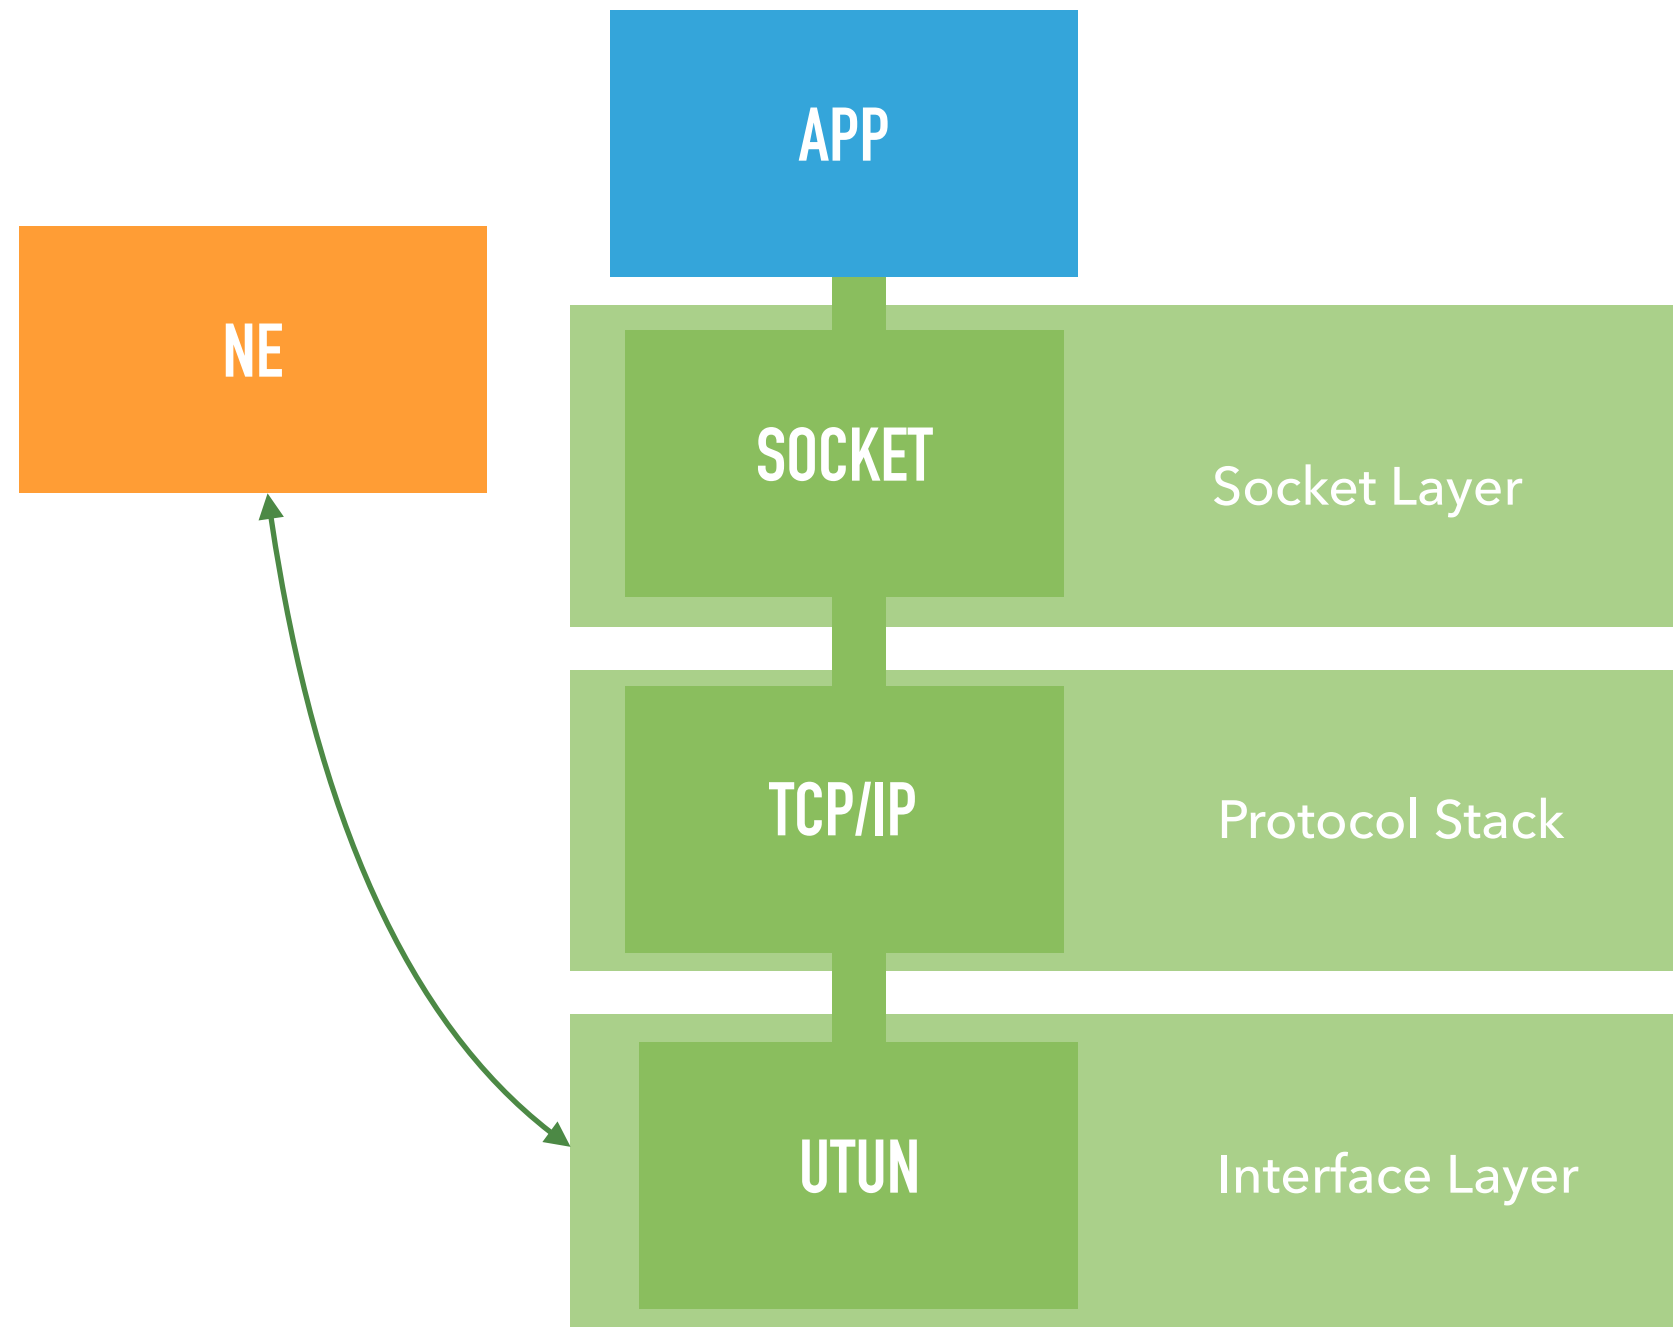 APP
NE
SOCKET
Socket Layer
TCP/IP
Protocol Stack
UTUN
Interface Layer